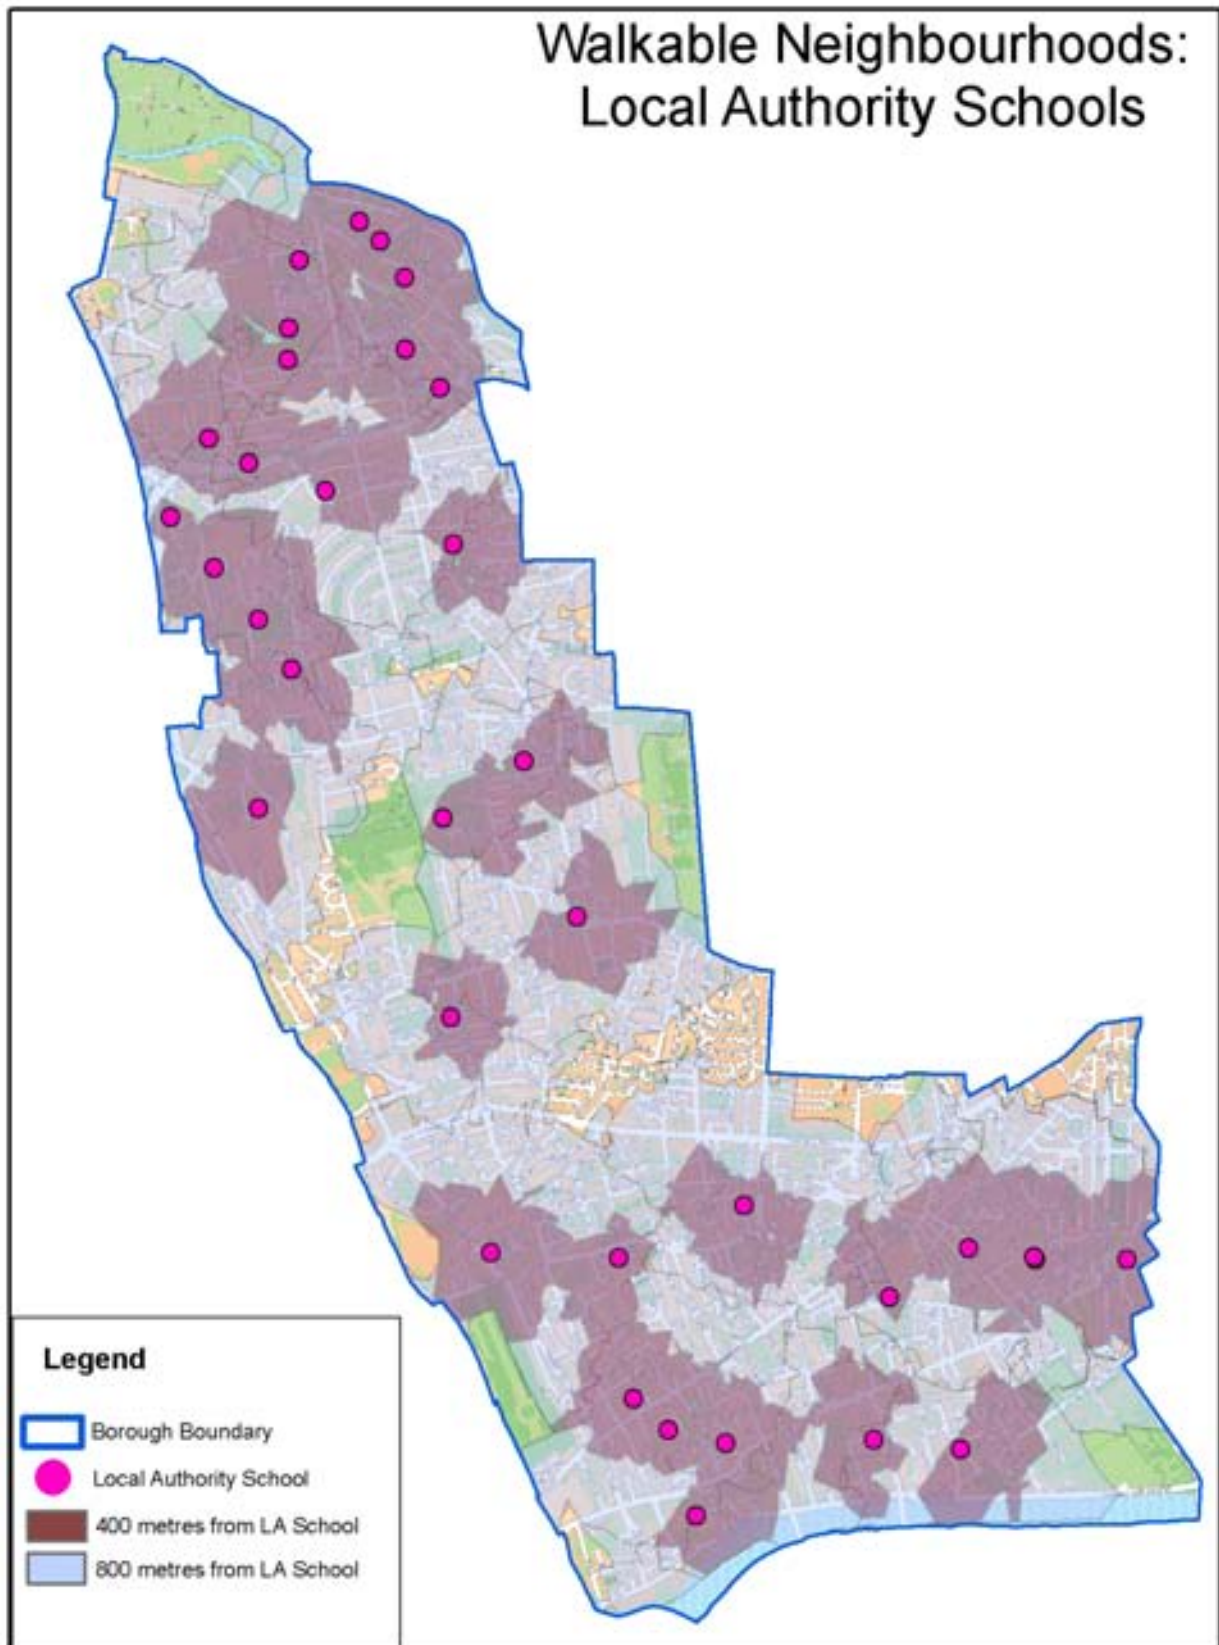 Walkable Neighbourhoods:
Local Authority Schools
Legend
Borough Boundary
Local Authority School
400 metres from LA School
800 metres from LA School